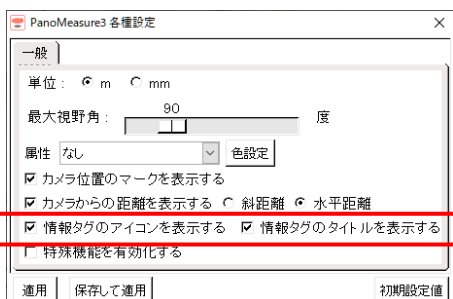 PanoMeasure3 各種設定
一般
単位: m mm
90
最大視野角: 度
属性 なし 色設定
カメラ位置のマークを表示する
カメラからの距離を表示する 斜距離 水平距離
情報タグのアイコンを表示する 情報タグのタイトルを表示する
特殊機能を有効化する
適用 保存して適用 初期設定値